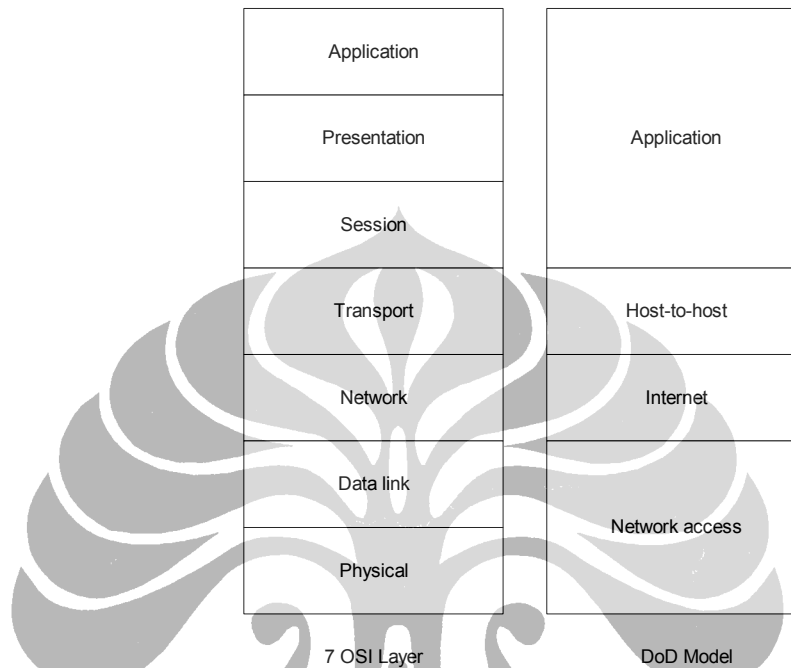 Application
Presentation
Session
Transport
Network
Data link
Physical
7 OSI Layer
Application
Host-to-host
Internet
Network access
DoD Model